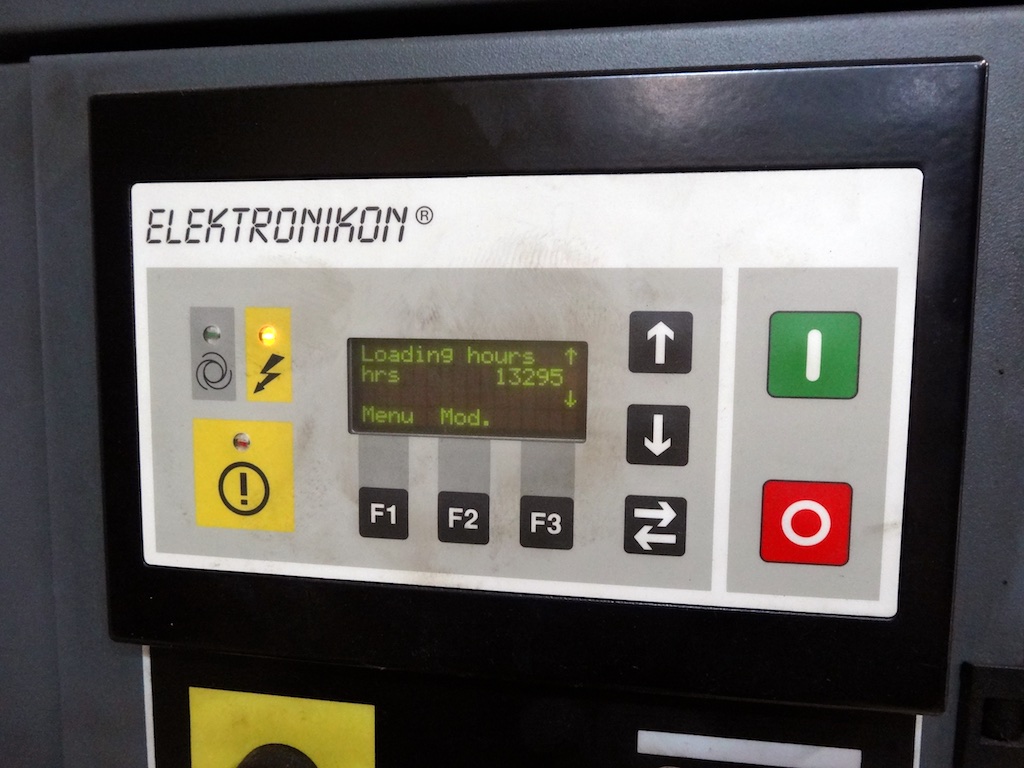 ELEKTRONIKON®
Loading hours ↑
hrs 13295
↓
Menu Mod.
F1 F2 F3